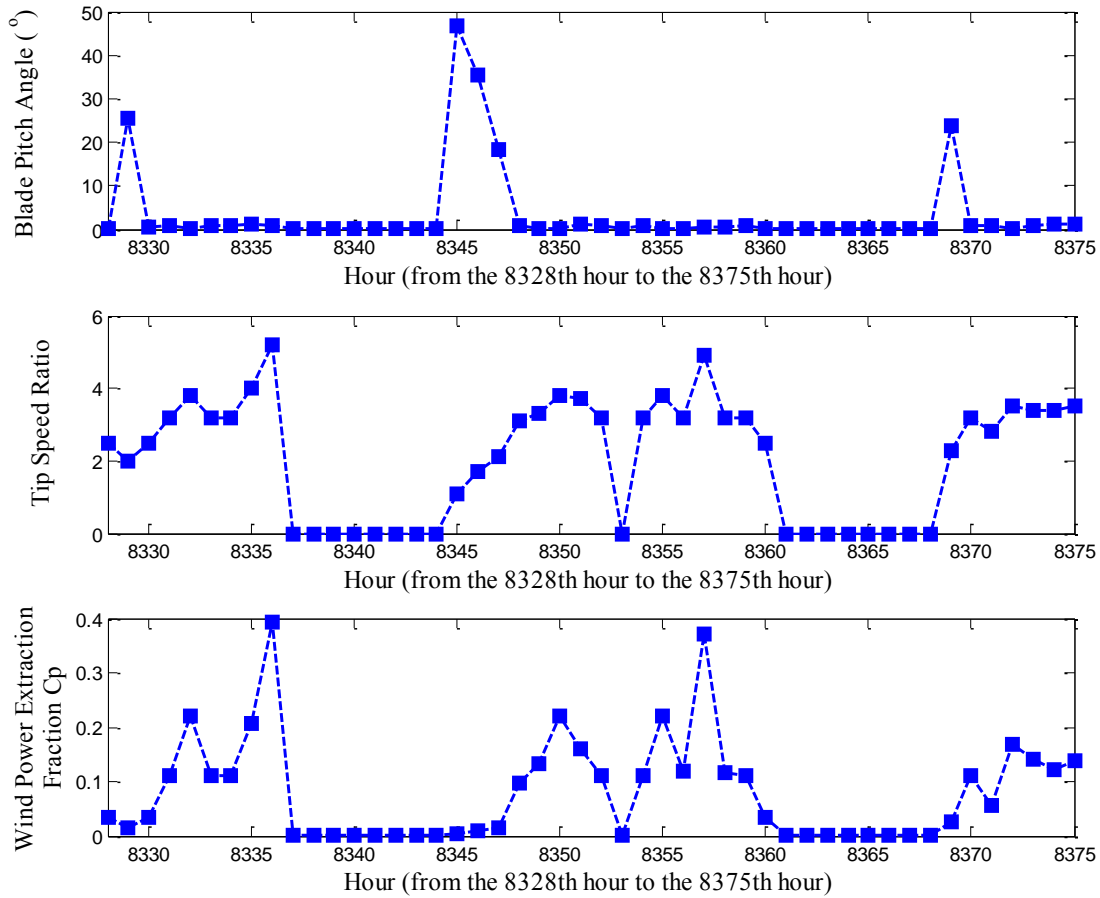 Blade Pitch Angle ( ° )
50
40
30
20
10
0
8330 8335 8340 8345 8350 8355 8360 8365 8370 8375
Hour (from the 8328th hour to the 8375th hour)
Tip Speed Ratio
6
4
2
0
8330 8335 8340 8345 8350 8355 8360 8365 8370 8375
Hour (from the 8328th hour to the 8375th hour)
Wind Power Extraction
Fraction Cp
0.4
0.3
0.2
0.1
0
8330 8335 8340 8345 8350 8355 8360 8365 8370 8375
Hour (from the 8328th hour to the 8375th hour)